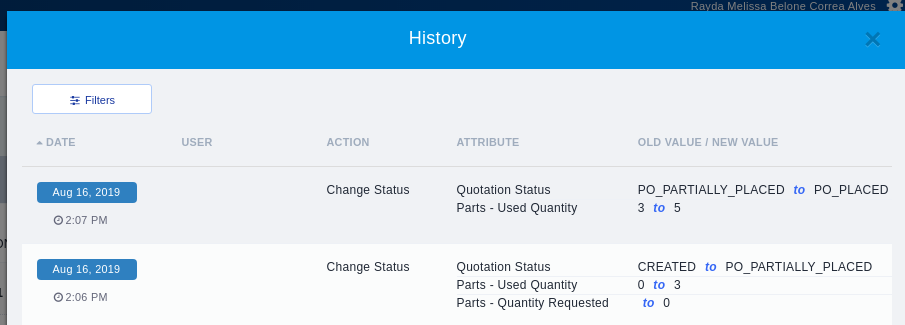 Rayda Melissa Belone Correa Alves
History
Filters
DATE USER ACTION ATTRIBUTE OLD VALUE / NEW VALUE
Aug 16, 2019 Change Status Quotation Status PO_PARTIALLY_PLACED to PO_PLACED
Parts - Used Quantity 3 to 5
2:07 PM
Aug 16, 2019 Change Status Quotation Status CREATED to PO_PARTIALLY_PLACED
Parts - Used Quantity 0 to 3
2:06 PM
Parts - Quantity Requested to 0